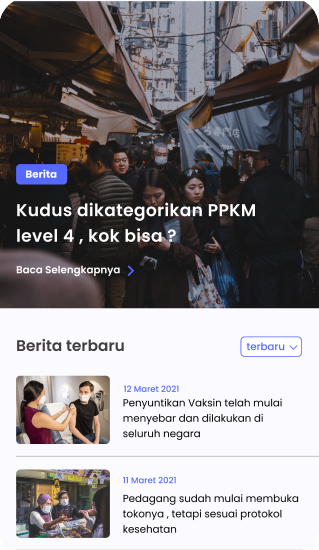 Berita
Kudus dikategorikan PPKM
level 4 , kok bisa ?
Baca Selengkapnya
Berita terbaru
terbaru
12 Maret 2021
Penyuntikan Vaksin telah mulai
menyebar dan dilakukan di
seluruh negara
11 Maret 2021
Pedagang sudah mulai membuka
tokonya , tetapi sesuai protokol
kesehatan